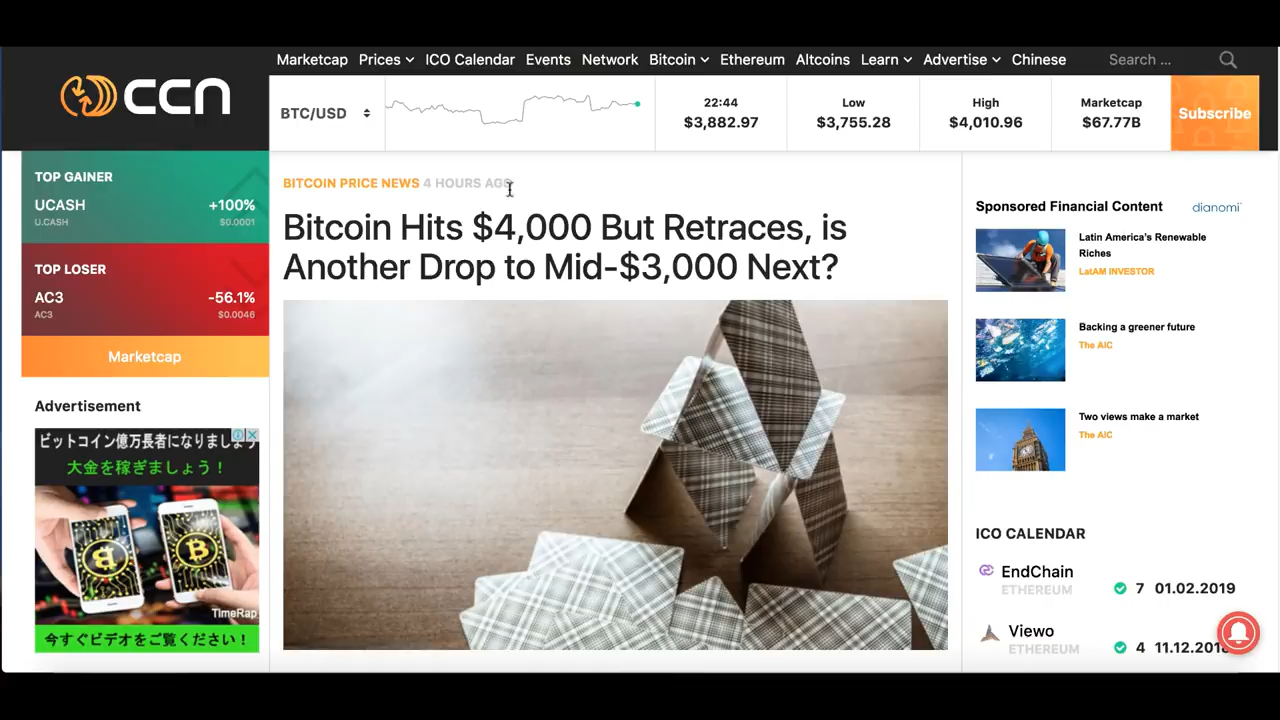 Marketcap Prices ICO Calendar Events Network Bitcoin Ethereum Altcoins Learn Advertise Chinese Search ...
ccn
BTC/USD
22:44
$3,882.97
Low
$3,755.28
High
$4,010.96
Marketcap
$67.77B
Subscribe
TOP GAINER
UCASH +100%
U.CASH $0.0001
TOP LOSER
AC3 -56.1%
AC3 $0.0046
Marketcap
Advertisement
ビットコイン億万長者になりましょう
大金を稼ぎましょう！
TimeRap
今すぐビデオをご覧ください！
BITCOIN PRICE NEWS 4 HOURS AGO
Bitcoin Hits $4,000 But Retraces, is
Another Drop to Mid-$3,000 Next?
Sponsored Financial Content dianomi
Latin America's Renewable
Riches
LatAM INVESTOR
Backing a greener future
The AIC
Two views make a market
The AIC
ICO CALENDAR
EndChain
ETHEREUM
7 01.02.2019
Viewo
ETHEREUM
4 11.12.2018